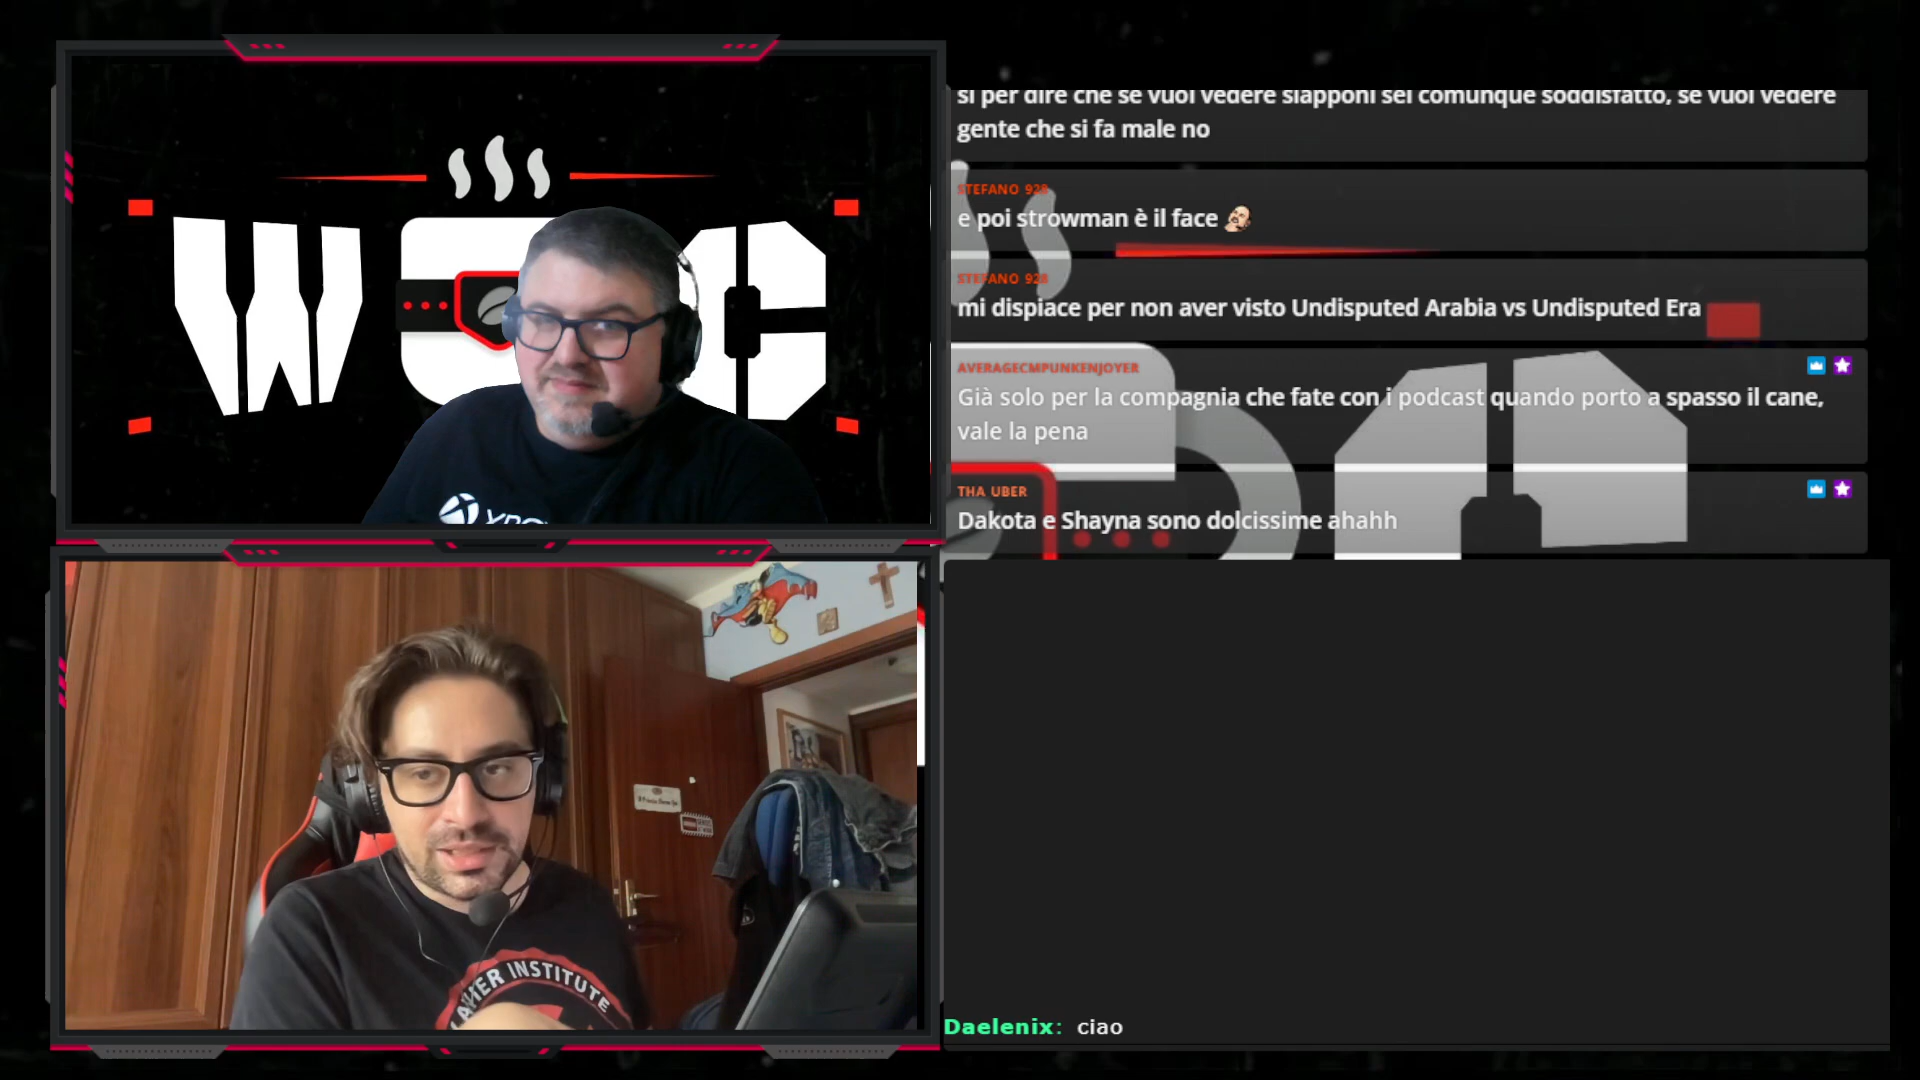 W C
XBO
si per dire che se vuoi vedere slapponi sei comunque soddisfatto, se vuoi vedere
gente che si fa male no
STEFANO 928
e poi strowman è il face
STEFANO 928
mi dispiace per non aver visto Undisputed Arabia vs Undisputed Era
AVERAGECMPUNKENJOYER
Già solo per la compagnia che fate con i podcast quando porto a spasso il cane,
vale la pena
THA UBER
Dakota e Shayna sono dolcissime ahahh
INSTITUTE
Daelenix: ciao